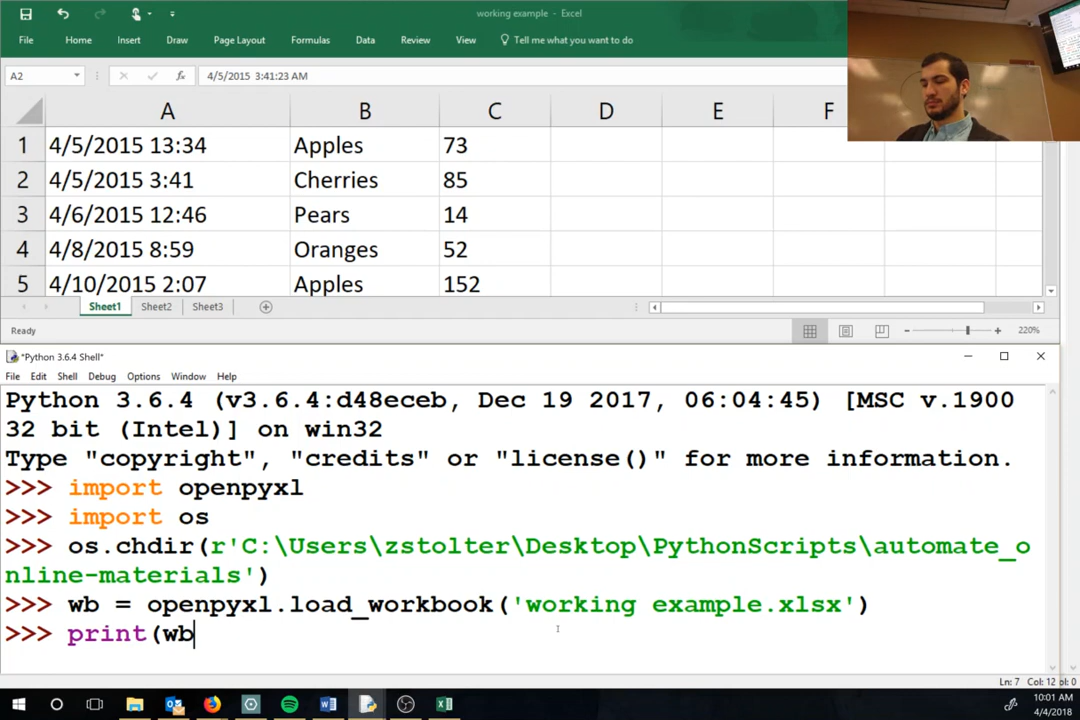 working example - Excel
File Home Insert Draw Page Layout Formulas Data Review View Tell me what you want to do
A2 fx 4/5/2015 3:41:23 AM
A B C D E F
1 4/5/2015 13:34 Apples 73
2 4/5/2015 3:41 Cherries 85
3 4/6/2015 12:46 Pears 14
4 4/8/2015 8:59 Oranges 52
5 4/10/2015 2:07 Apples 152
Sheet1 Sheet2 Sheet3
Ready 220%
*Python 3.6.4 Shell*
File Edit Shell Debug Options Window Help
Python 3.6.4 (v3.6.4:d48eceb, Dec 19 2017, 06:04:45) [MSC v.1900
32 bit (Intel)] on win32
Type "copyright", "credits" or "license()" for more information.
>>> import openpyxl
>>> import os
>>> os.chdir(r'C:\Users\zstolter\Desktop\PythonScripts\automate_o
nline-materials')
>>> wb = openpyxl.load_workbook('working example.xlsx')
>>> print(wb
Ln: 7 Col: 12 ol: 0
10:01 AM
4/4/2018